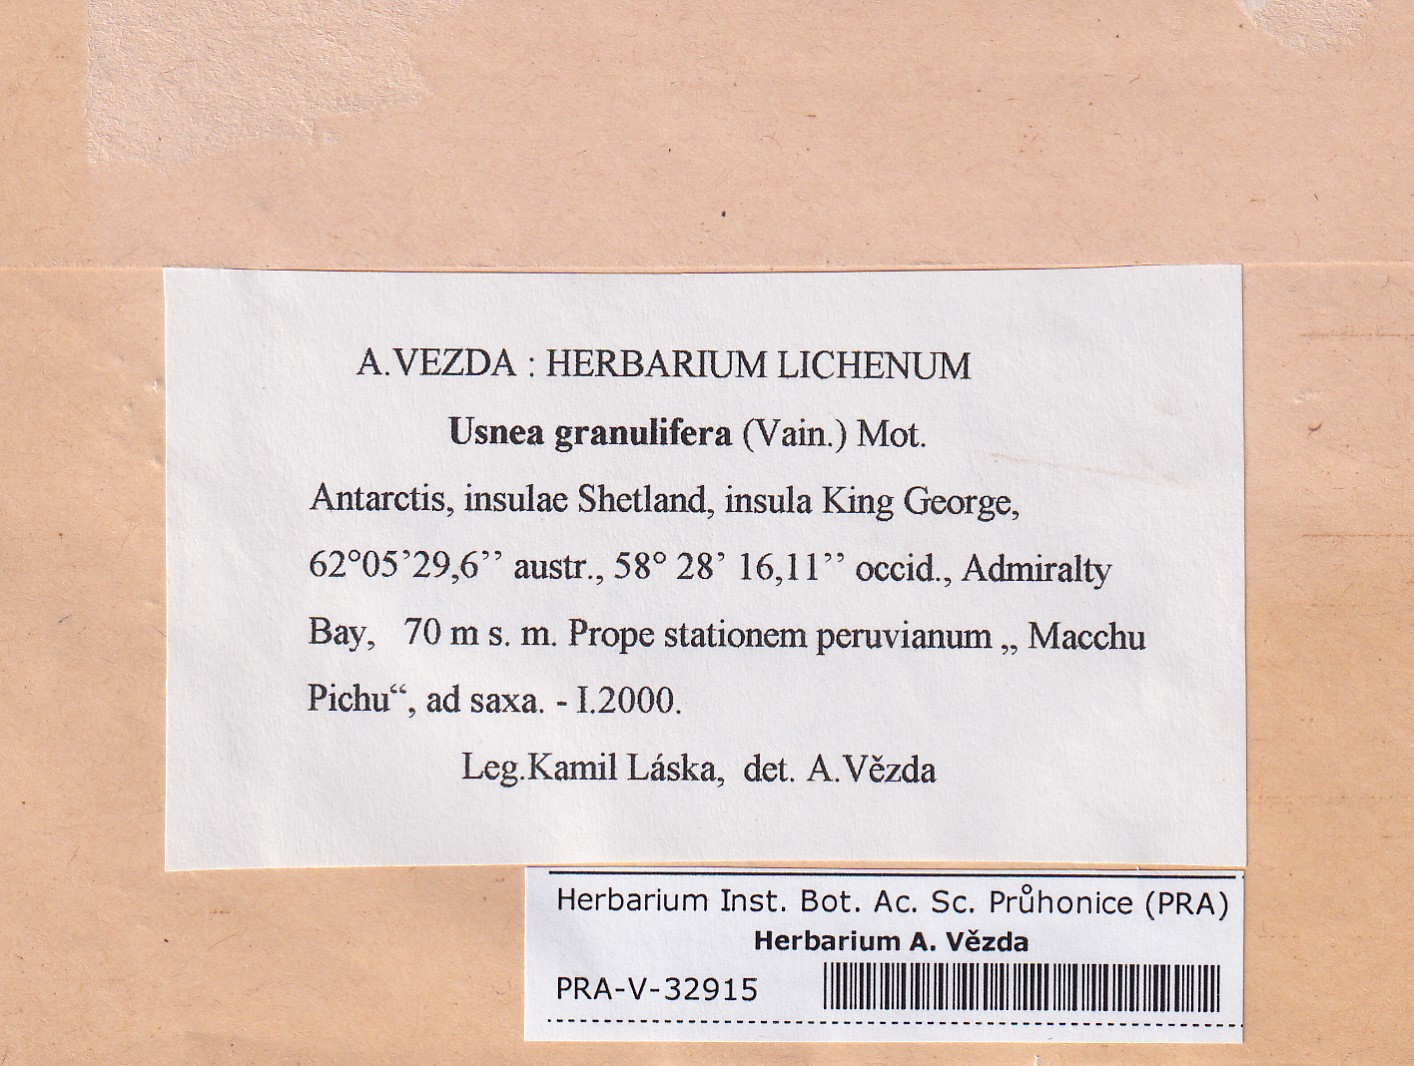 A.VEZDA : HERBARIUM LICHENUM
Usnea granulifera (Vain.) Mot.
Antarctis, insulae Shetland, insula King George,
62°05’29,6’’ austr., 58° 28’ 16,11’’ occid., Admiralty
Bay, 70 m s. m. Prope stationem peruvianum „ Macchu
Pichu“, ad saxa. - I.2000.
Leg.Kamil Láska, det. A.Vězda
Herbarium Inst. Bot. Ac. Sc. Průhonice (PRA)
Herbarium A. Vězda
PRA-V-32915